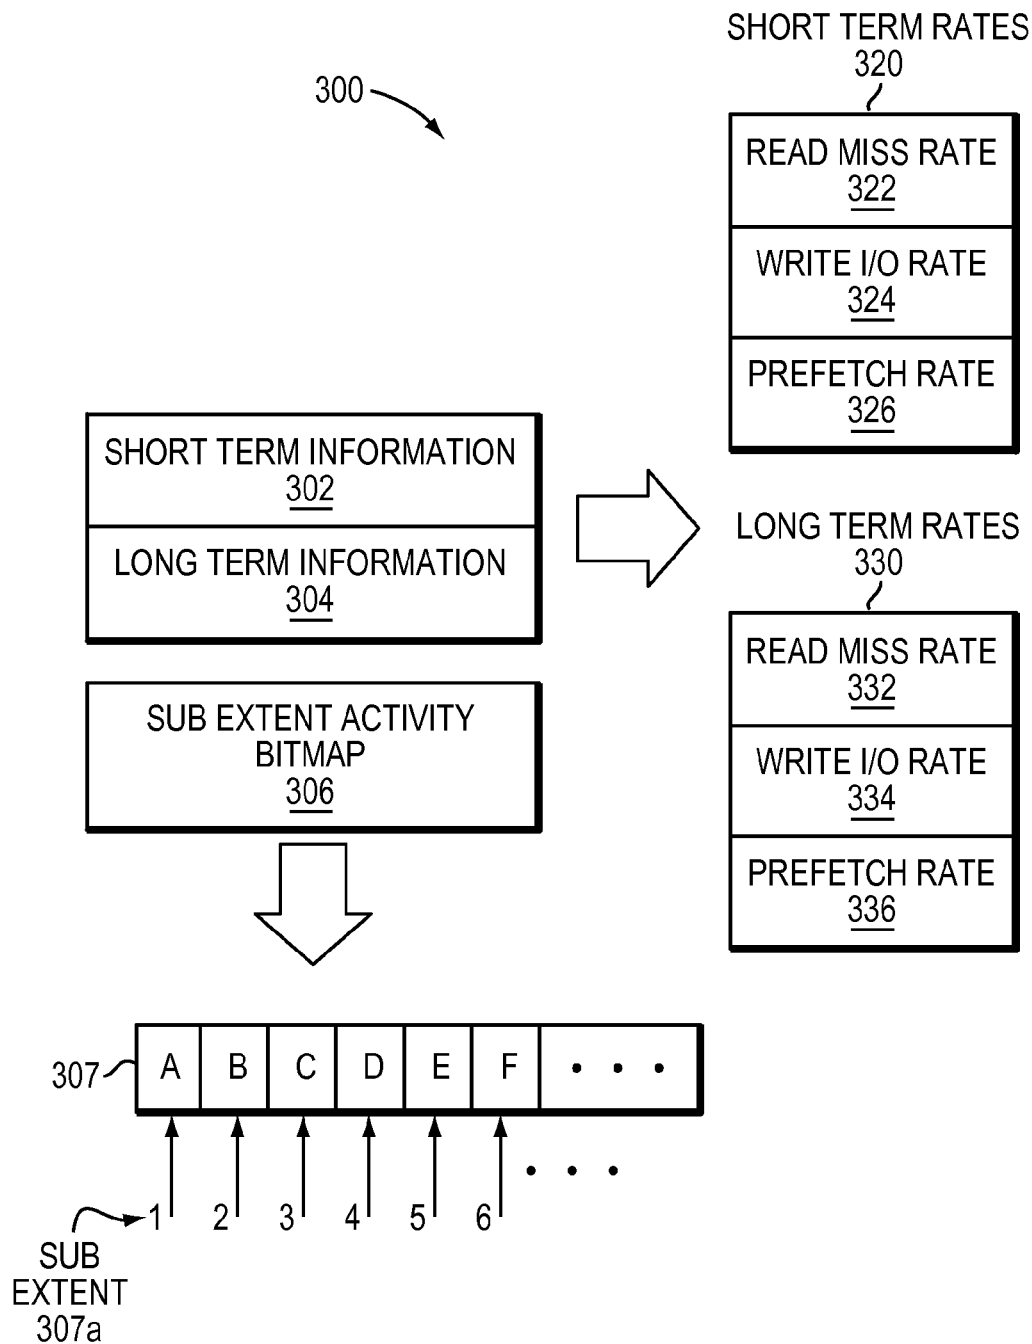 SHORT TERM RATES
320
300
READ MISS RATE
322
WRITE I/O RATE
324
PREFETCH RATE
326
SHORT TERM INFORMATION
302
LONG TERM INFORMATION
304
LONG TERM RATES
330
READ MISS RATE
332
WRITE I/O RATE
334
PREFETCH RATE
336
SUB EXTENT ACTIVITY
BITMAP
306
307 A B C D E F • • •
1 2 3 4 5 6 • • •
SUB
EXTENT
307a